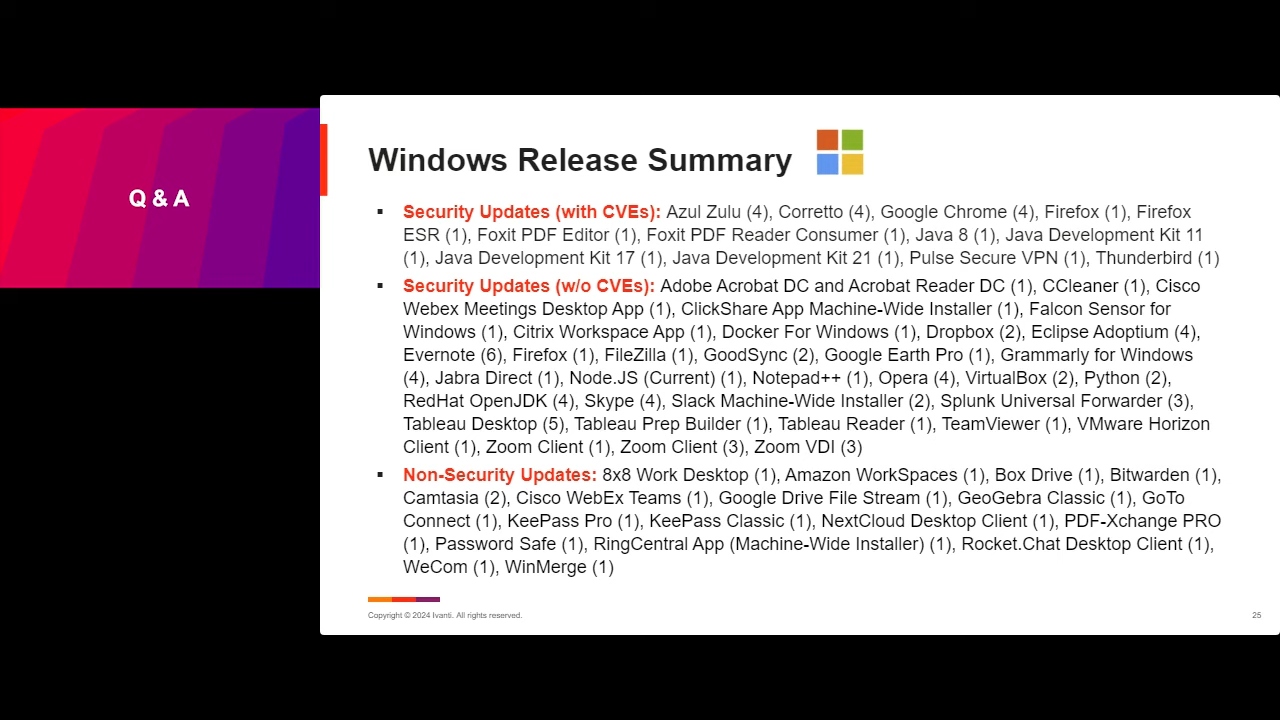 Q & A
Windows Release Summary
▪ Security Updates (with CVEs): Azul Zulu (4), Corretto (4), Google Chrome (4), Firefox (1), Firefox
ESR (1), Foxit PDF Editor (1), Foxit PDF Reader Consumer (1), Java 8 (1), Java Development Kit 11
(1), Java Development Kit 17 (1), Java Development Kit 21 (1), Pulse Secure VPN (1), Thunderbird (1)
▪ Security Updates (w/o CVEs): Adobe Acrobat DC and Acrobat Reader DC (1), CCleaner (1), Cisco
Webex Meetings Desktop App (1), ClickShare App Machine-Wide Installer (1), Falcon Sensor for
Windows (1), Citrix Workspace App (1), Docker For Windows (1), Dropbox (2), Eclipse Adoptium (4),
Evernote (6), Firefox (1), FileZilla (1), GoodSync (2), Google Earth Pro (1), Grammarly for Windows
(4), Jabra Direct (1), Node.JS (Current) (1), Notepad++ (1), Opera (4), VirtualBox (2), Python (2),
RedHat OpenJDK (4), Skype (4), Slack Machine-Wide Installer (2), Splunk Universal Forwarder (3),
Tableau Desktop (5), Tableau Prep Builder (1), Tableau Reader (1), TeamViewer (1), VMware Horizon
Client (1), Zoom Client (1), Zoom Client (3), Zoom VDI (3)
▪ Non-Security Updates: 8x8 Work Desktop (1), Amazon WorkSpaces (1), Box Drive (1), Bitwarden (1),
Camtasia (2), Cisco WebEx Teams (1), Google Drive File Stream (1), GeoGebra Classic (1), GoTo
Connect (1), KeePass Pro (1), KeePass Classic (1), NextCloud Desktop Client (1), PDF-Xchange PRO
(1), Password Safe (1), RingCentral App (Machine-Wide Installer) (1), Rocket.Chat Desktop Client (1),
WeCom (1), WinMerge (1)
Copyright © 2024 Ivanti. All rights reserved.
25